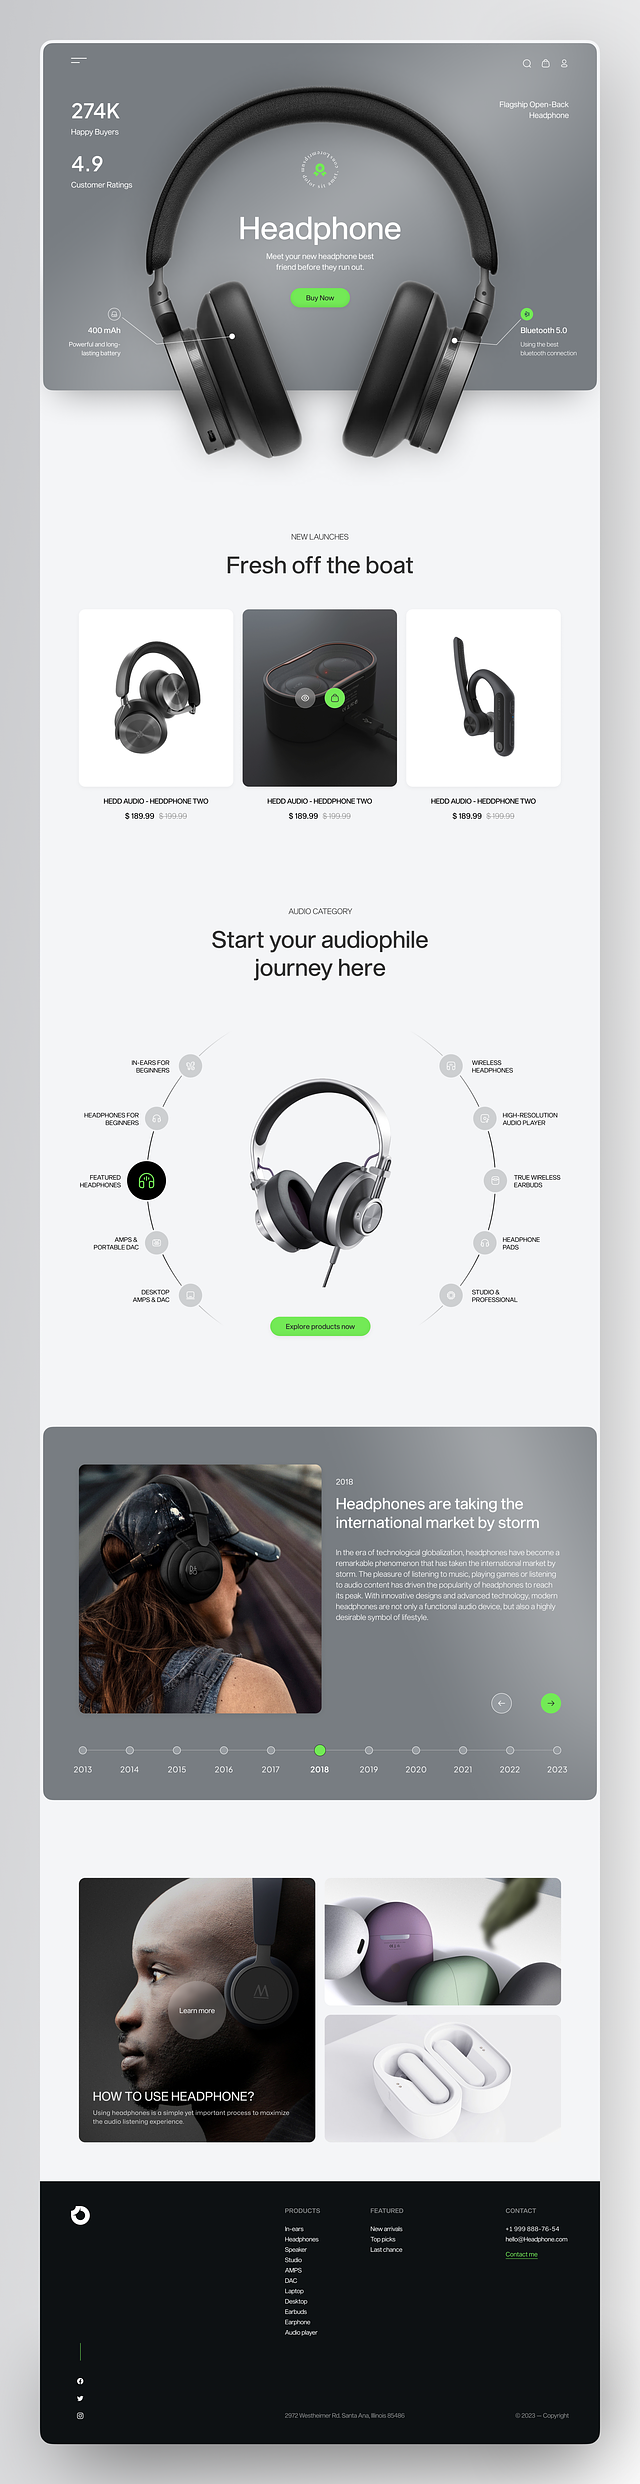 274K
Happy Buyers
4.9
Customer Ratings
Flagship Open-Back
Headphone
Headphone
Meet your new headphone best
friend before they run out.
Buy Now
400 mAh
Powerful and long-
lasting battery
Bluetooth 5.0
Using the best
bluetooth connection
NEW LAUNCHES
Fresh off the boat
HEDD AUDIO - HEDDPHONE TWO
$ 189.99 $ 199.99
HEDD AUDIO - HEDDPHONE TWO
$ 189.99 $ 199.99
HEDD AUDIO - HEDDPHONE TWO
$ 189.99 $ 199.99
AUDIO CATEGORY
Start your audiophile
journey here
IN-EARS FOR
BEGINNERS
HEADPHONES FOR
BEGINNERS
FEATURED
HEADPHONES
AMPS &
PORTABLE DAC
DESKTOP
AMPS & DAC
WIRELESS
HEADPHONES
HIGH-RESOLUTION
AUDIO PLAYER
TRUE WIRELESS
EARBUDS
HEADPHONE
PADS
STUDIO &
PROFESSIONAL
Explore products now
2018
Headphones are taking the
international market by storm
In the era of technological globalization, headphones have become a
remarkable phenomenon that has taken the international market by
storm. The pleasure of listening to music, playing games or listening
to audio content has driven the popularity of headphones to reach
its peak. With innovative designs and advanced technology, modern
headphones are not only a functional audio device, but also a highly
desirable symbol of lifestyle.
2013 2014 2015 2016 2017 2018 2019 2020 2021 2022 2023
Learn more
HOW TO USE HEADPHONE?
Using headphones is a simple yet important process to maximize
the audio listening experience.
PRODUCTS
In-ears
Headphones
Speaker
Studio
AMPS
DAC
Laptop
Desktop
Earbuds
Earphone
Audio player
FEATURED
New arrivals
Top picks
Last chance
CONTACT
+1 999 888-76-54
hello@Headphone.com
Contact me
2972 Westheimer Rd. Santa Ana, Illinois 85486
© 2023 — Copyright